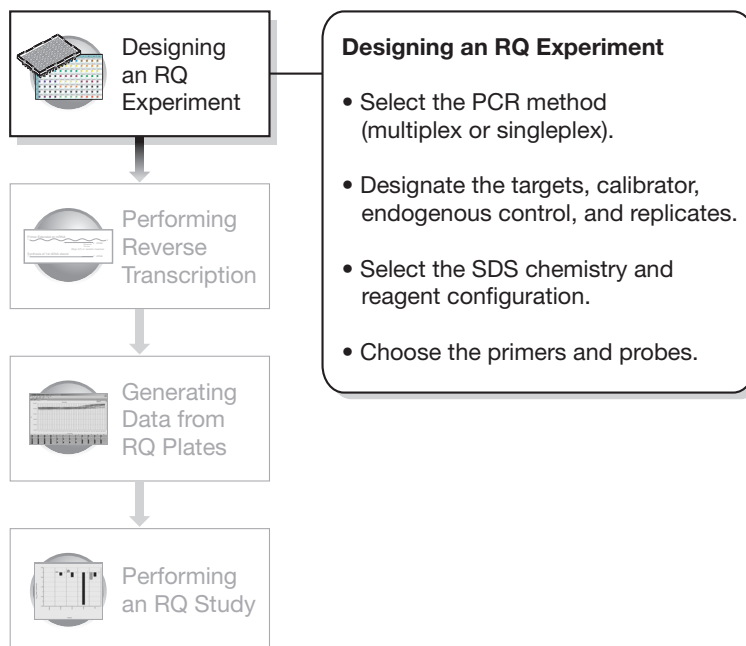 Designing
an RQ
Experiment
Designing an RQ Experiment
• Select the PCR method
(multiplex or singleplex).
• Designate the targets, calibrator,
endogenous control, and replicates.
• Select the SDS chemistry and
reagent configuration.
• Choose the primers and probes.
Performing
Reverse
Transcription
Generating
Data from
RQ Plates
Performing
an RQ Study